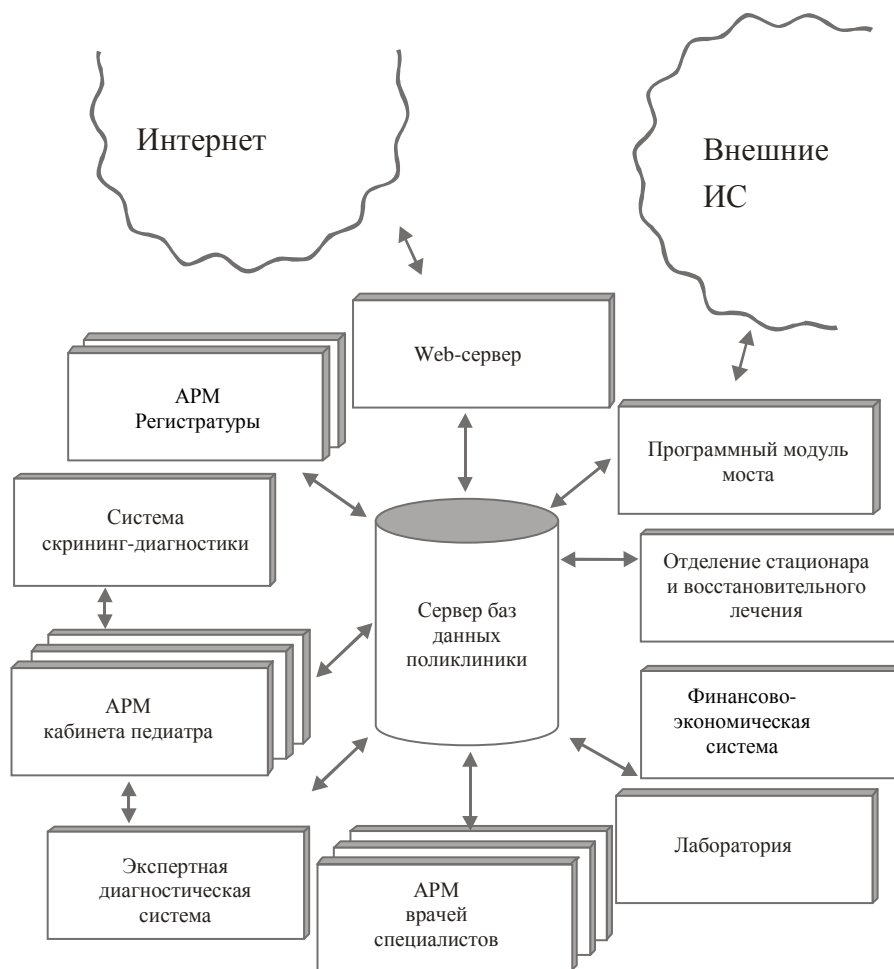 Интернет
Внешние
ИС
Web-сервер
АРМ
Регистратуры
Программный модуль
моста
Система
скрининг-диагностики
Отделение стационара
и восстановительного
лечения
Сервер баз
данных
поликлиники
АРМ
кабинета педиатра
Финансово-
экономическая
система
Экспертная
диагностическая
система
АРМ
врачей
специалистов
Лаборатория